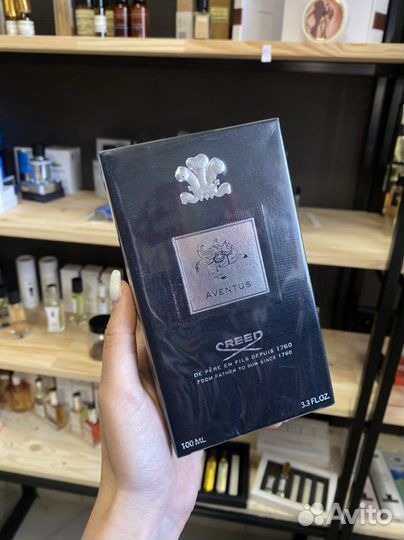 AVENTUS
CREED
DE PÈRE EN FILS DEPUIS 1760
FROM FATHER TO SON SINCE 1760
100 ML
3.3 FL.OZ.
Avito